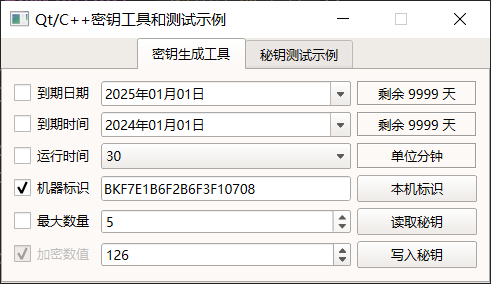 Qt/C++密钥工具和测试示例
密钥生成工具 秘钥测试示例
到期日期 2025年01月01日 剩余 9999 天
到期时间 2024年01月01日 剩余 9999 天
运行时间 30 单位分钟
机器标识 BKF7E1B6F2B6F3F10708 本机标识
最大数量 5 读取秘钥
加密数值 126 写入秘钥